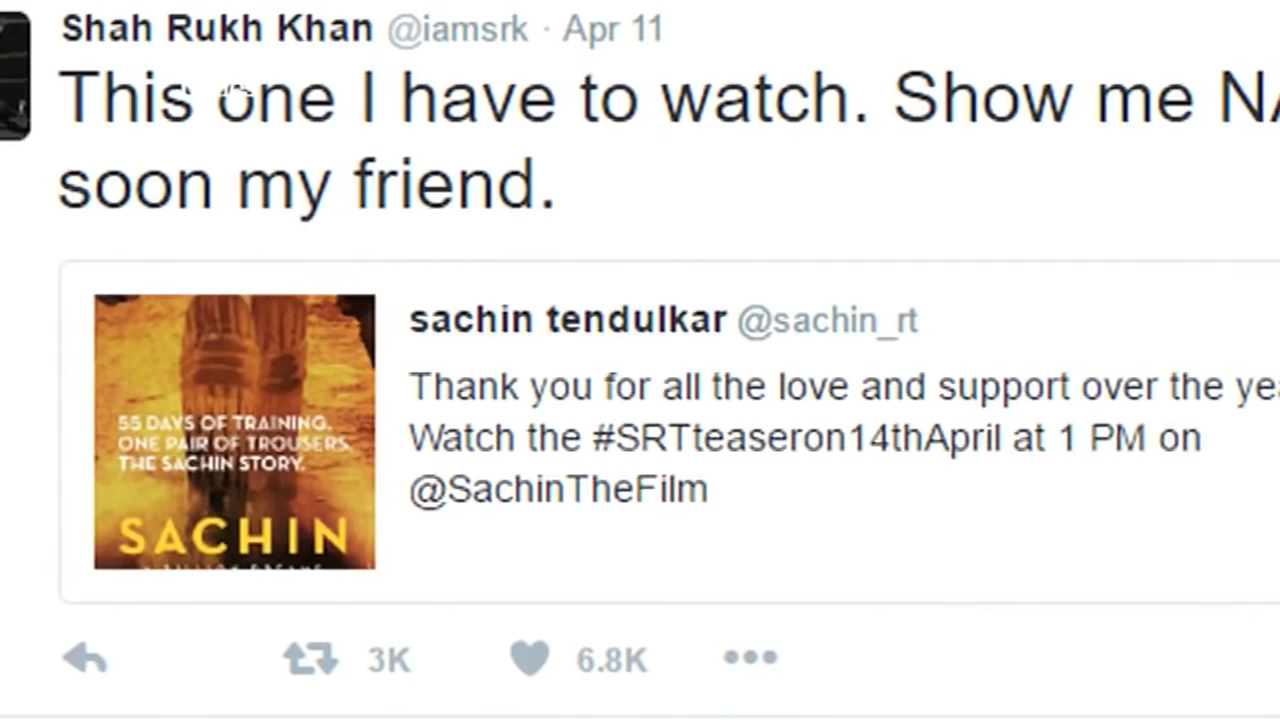 Shah Rukh Khan @iamsrk · Apr 11
This one I have to watch. Show me
soon my friend.
sachin tendulkar @sachin_rt
Thank you for all the love and support over the
Watch the #SRTteaseron14thApril at 1 PM on
@SachinTheFilm
55 DAYS OF TRAINING.
ONE PAIR OF TROUSERS.
THE SACHIN STORY.
SACHIN
3K 6.8K